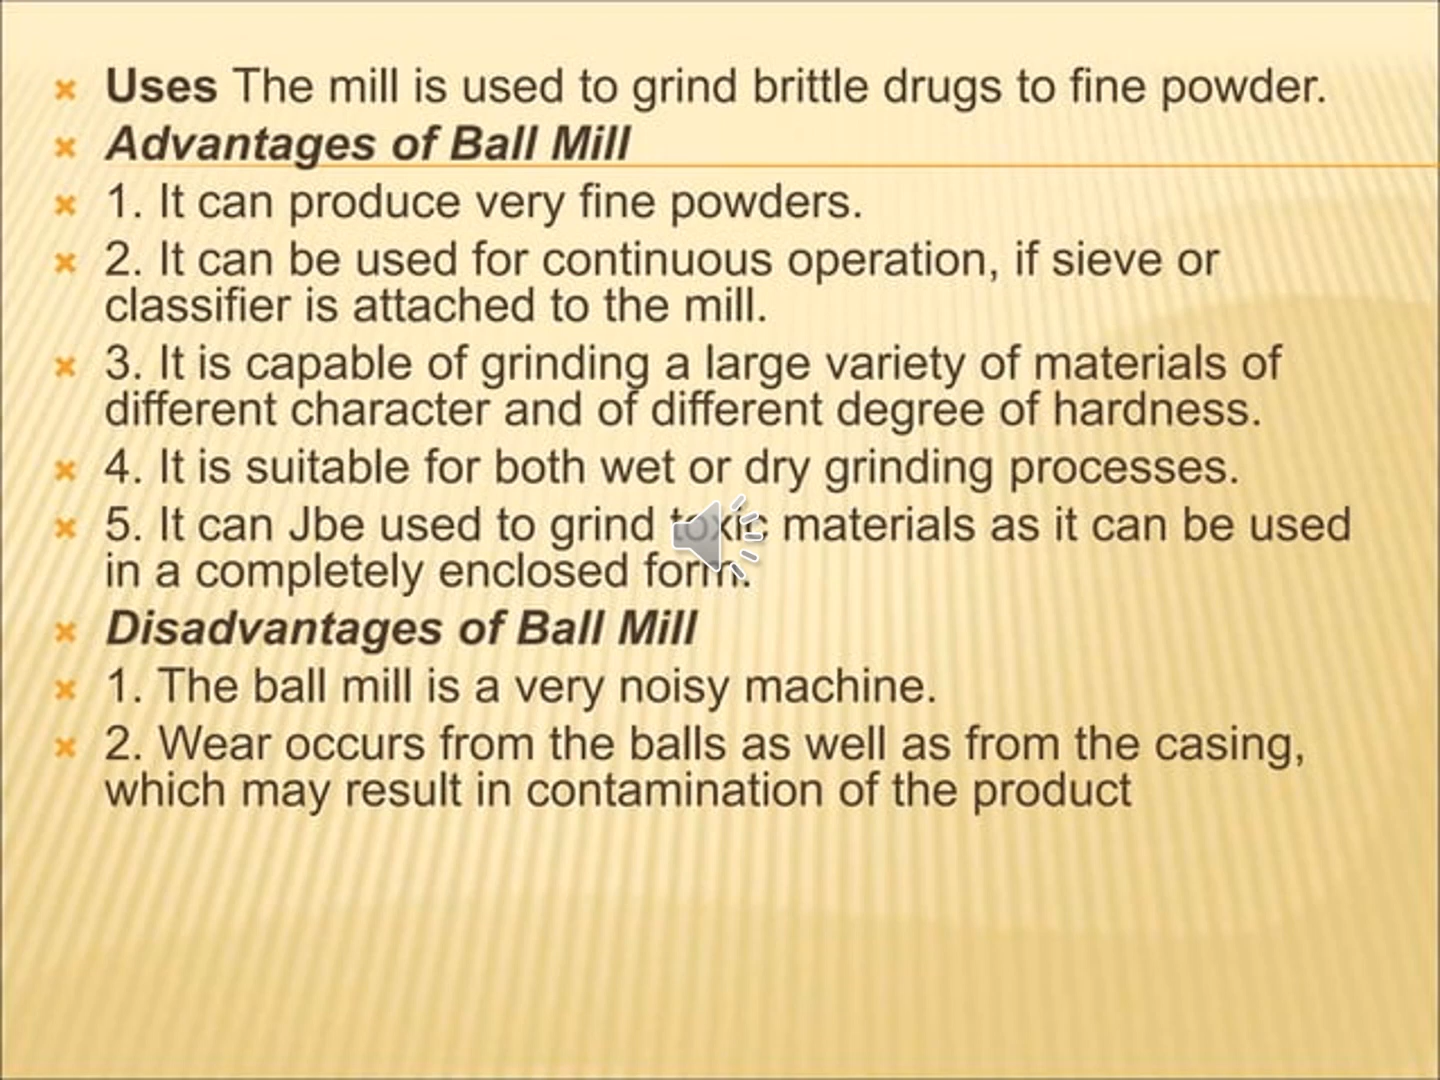 Uses The mill is used to grind brittle drugs to fine powder.
Advantages of Ball Mill
1. It can produce very fine powders.
2. It can be used for continuous operation, if sieve or
classifier is attached to the mill.
3. It is capable of grinding a large variety of materials of
different character and of different degree of hardness.
4. It is suitable for both wet or dry grinding processes.
5. It can Jbe used to grind toxic materials as it can be used
in a completely enclosed form.
Disadvantages of Ball Mill
1. The ball mill is a very noisy machine.
2. Wear occurs from the balls as well as from the casing,
which may result in contamination of the product